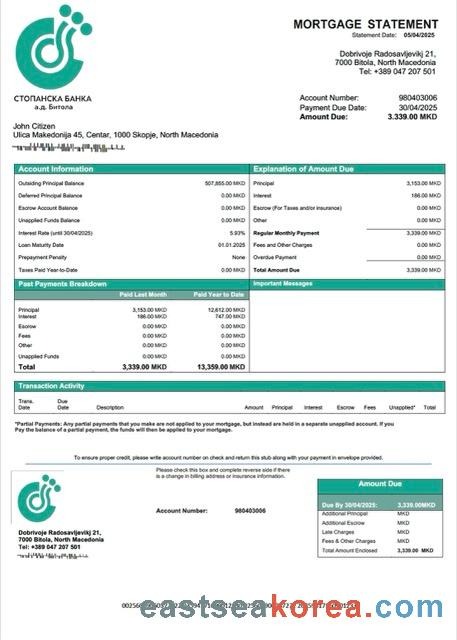 MORTGAGE STATEMENT
Statement Date: 05/04/2025
Dobrivoje Radosavljevikj 21,
7000 Bitola, North Macedonia
Tel: +389 047 207 501
СТОПАНСКА БАНКА
а.д. Битола
Account Number: 980403006
Payment Due Date: 30/04/2025
Amount Due: 3.339.00 MKD
John Citizen
Ulica Makedonija 45, Centar, 1000 Skopje, North Macedonia
Account Information
Outsiding Principal Balance 507,855.00 MKD
Deferred Principal Balance 0.00 MKD
Escrow Account Balance 0.00 MKD
Unapplied Funds Balance 0.00 MKD
Interest Rate (until 30/04/2025) 5.93%
Loan Maturity Date 01.01.2025
Prepayment Penalty None
Taxes Paid Year-to-Date 0.00 MKD
Explanation of Amount Due
Principal 3,153.00 MKD
Interest 186.00 MKD
Escrow (For Taxes and/or insurance) 0.00 MKD
Other 0.00 MKD
Regular Monthly Payment 3,339.00 MKD
Fees and Other Charges 0.00 MKD
Overdue Payment 0.00 MKD
Total Amount Due 3,339.00 MKD
Past Payments Breakdown
Paid Last Month Paid Year to Date
Principal 3,153.00 MKD 12,612.00 MKD
Interest 186.00 MKD 747.00 MKD
Escrow 0.00 MKD 0.00 MKD
Fees 0.00 MKD 0.00 MKD
Other 0.00 MKD 0.00 MKD
Unapplied Funds 0.00 MKD 0.00 MKD
Total 3,339.00 MKD 13,359.00 MKD
Important Messages
Transaction Activity
Trans. Date Due Date Description Amount Principal Interest Escrow Fees Unapplied* Total
*Partial Payments: Any partial payments that you make are not applied to your mortgage, but instead are held in a separate unapplied account. If you
Pay the balance of a partial payment, the funds will then be applied to your mortgage.
To ensure proper credit, please write account number on check and return this stub along with your payment in envelope provided.
Please check this box and complete reverse side if there
is a change in billing address or insurance information.
Account Number: 980403006
Dobrivoje Radosavljevikj 21,
7000 Bitola, North Macedonia
Tel: +389 047 207 501
Amount Due
Due By 30/04/2025: 3,339.00MKD
Additional Principal MKD
Additional Escrow MKD
Late Charges MKD
Fees & Other Charges MKD
Total Amount Enclosed 3,339.00 MKD
eastseakorea.com